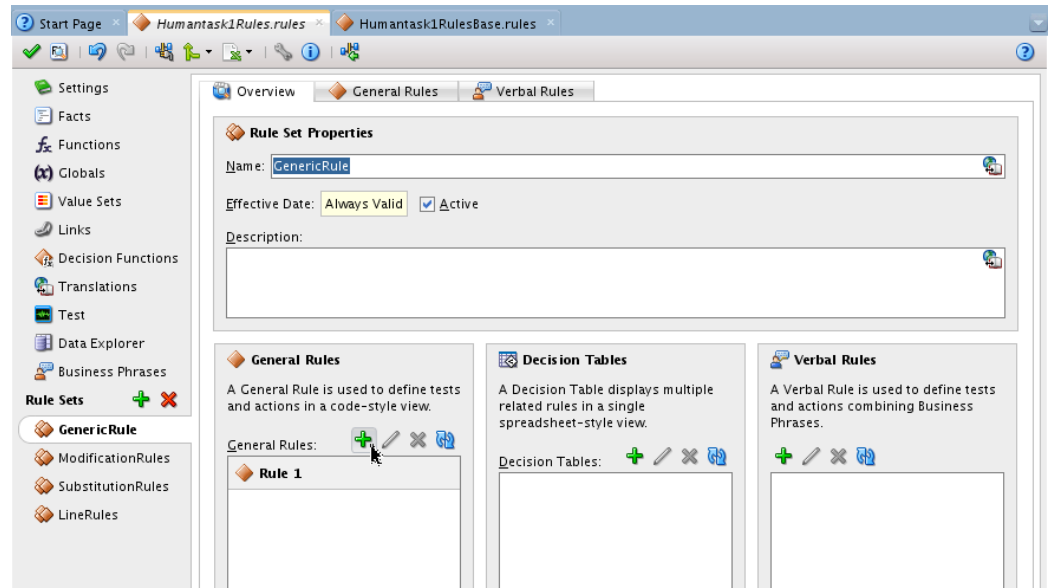 Start Page
Humantask1Rules.rules
Humantask1RulesBase.rules
Settings
Facts
Functions
Globals
Value Sets
Links
Decision Functions
Translations
Test
Data Explorer
Business Phrases
Rule Sets
GenericRule
ModificationRules
SubstitutionRules
LineRules
Overview
General Rules
Verbal Rules
Rule Set Properties
Name: GenericRule
Effective Date: Always Valid Active
Description:
General Rules
A General Rule is used to define tests
and actions in a code-style view.
General Rules:
Rule 1
Decision Tables
A Decision Table displays multiple
related rules in a single
spreadsheet-style view.
Decision Tables:
Verbal Rules
A Verbal Rule is used to define tests
and actions combining Business
Phrases.